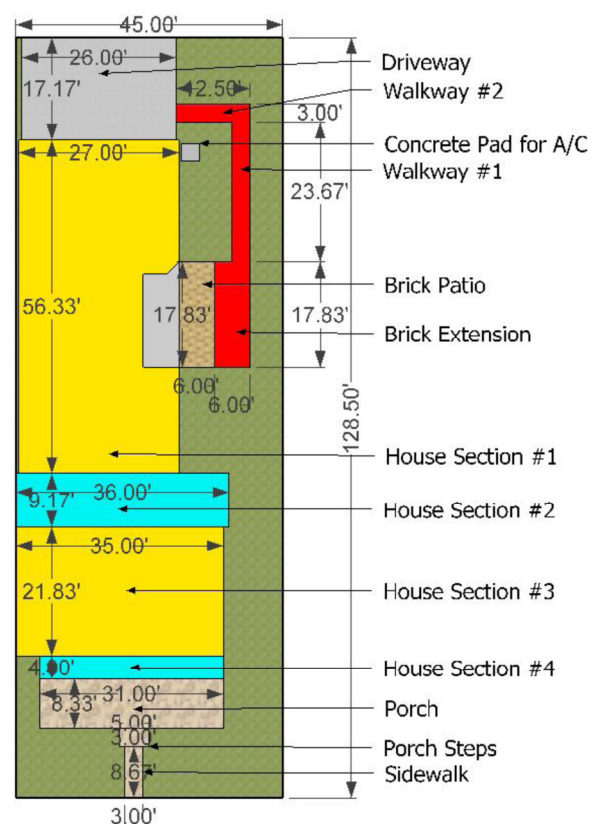 45.00'
26.00'
Driveway
17.17'
12.50'
Walkway #2
3.00'
Concrete Pad for A/C
27.00'
Walkway #1
23.67'
Brick Patio
56.33'
17.83'
17.83'
Brick Extension
6.00'
6.00'
128.50'
House Section #1
36.00'
9.17'
House Section #2
35.00'
21.83'
House Section #3
4.00'
House Section #4
31.00'
8.33'
Porch
5.00'
3.00'
Porch Steps
8.67'
Sidewalk
3.00'